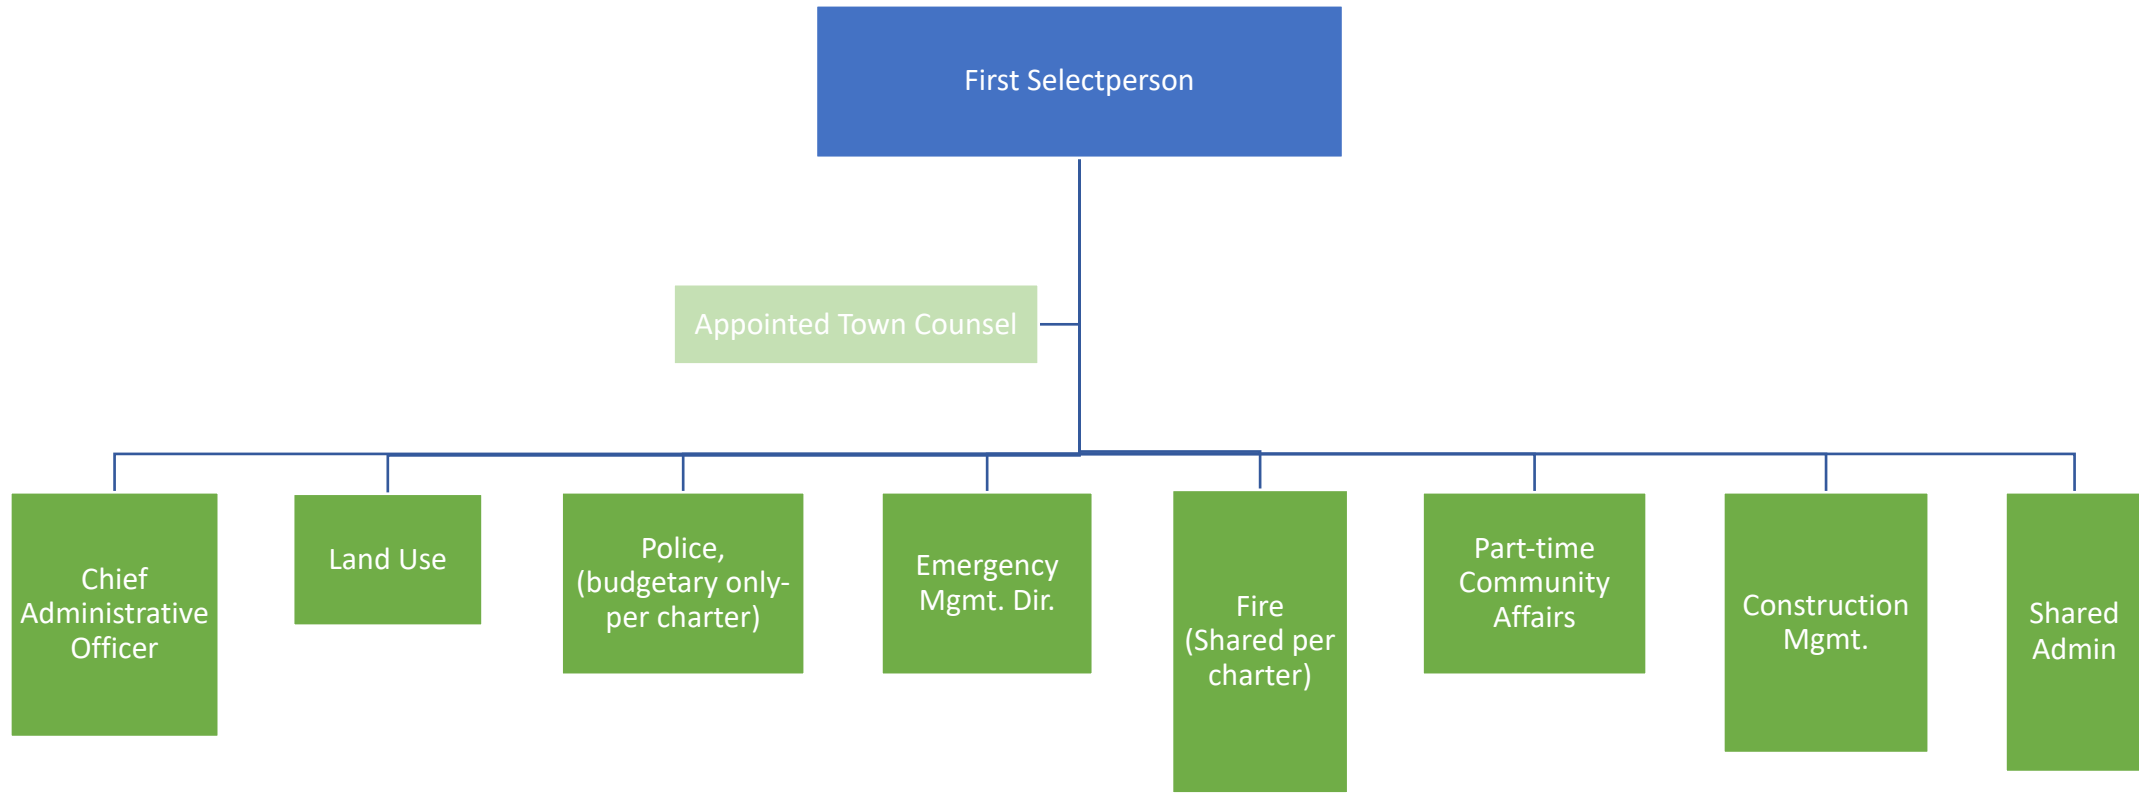 First Selectperson
Appointed Town Counsel
Chief
Administrative
Officer
Land Use
Police,
(budgetary only-
per charter)
Emergency
Mgmt. Dir.
Fire
(Shared per
charter)
Part-time
Community
Affairs
Construction
Mgmt.
Shared
Admin